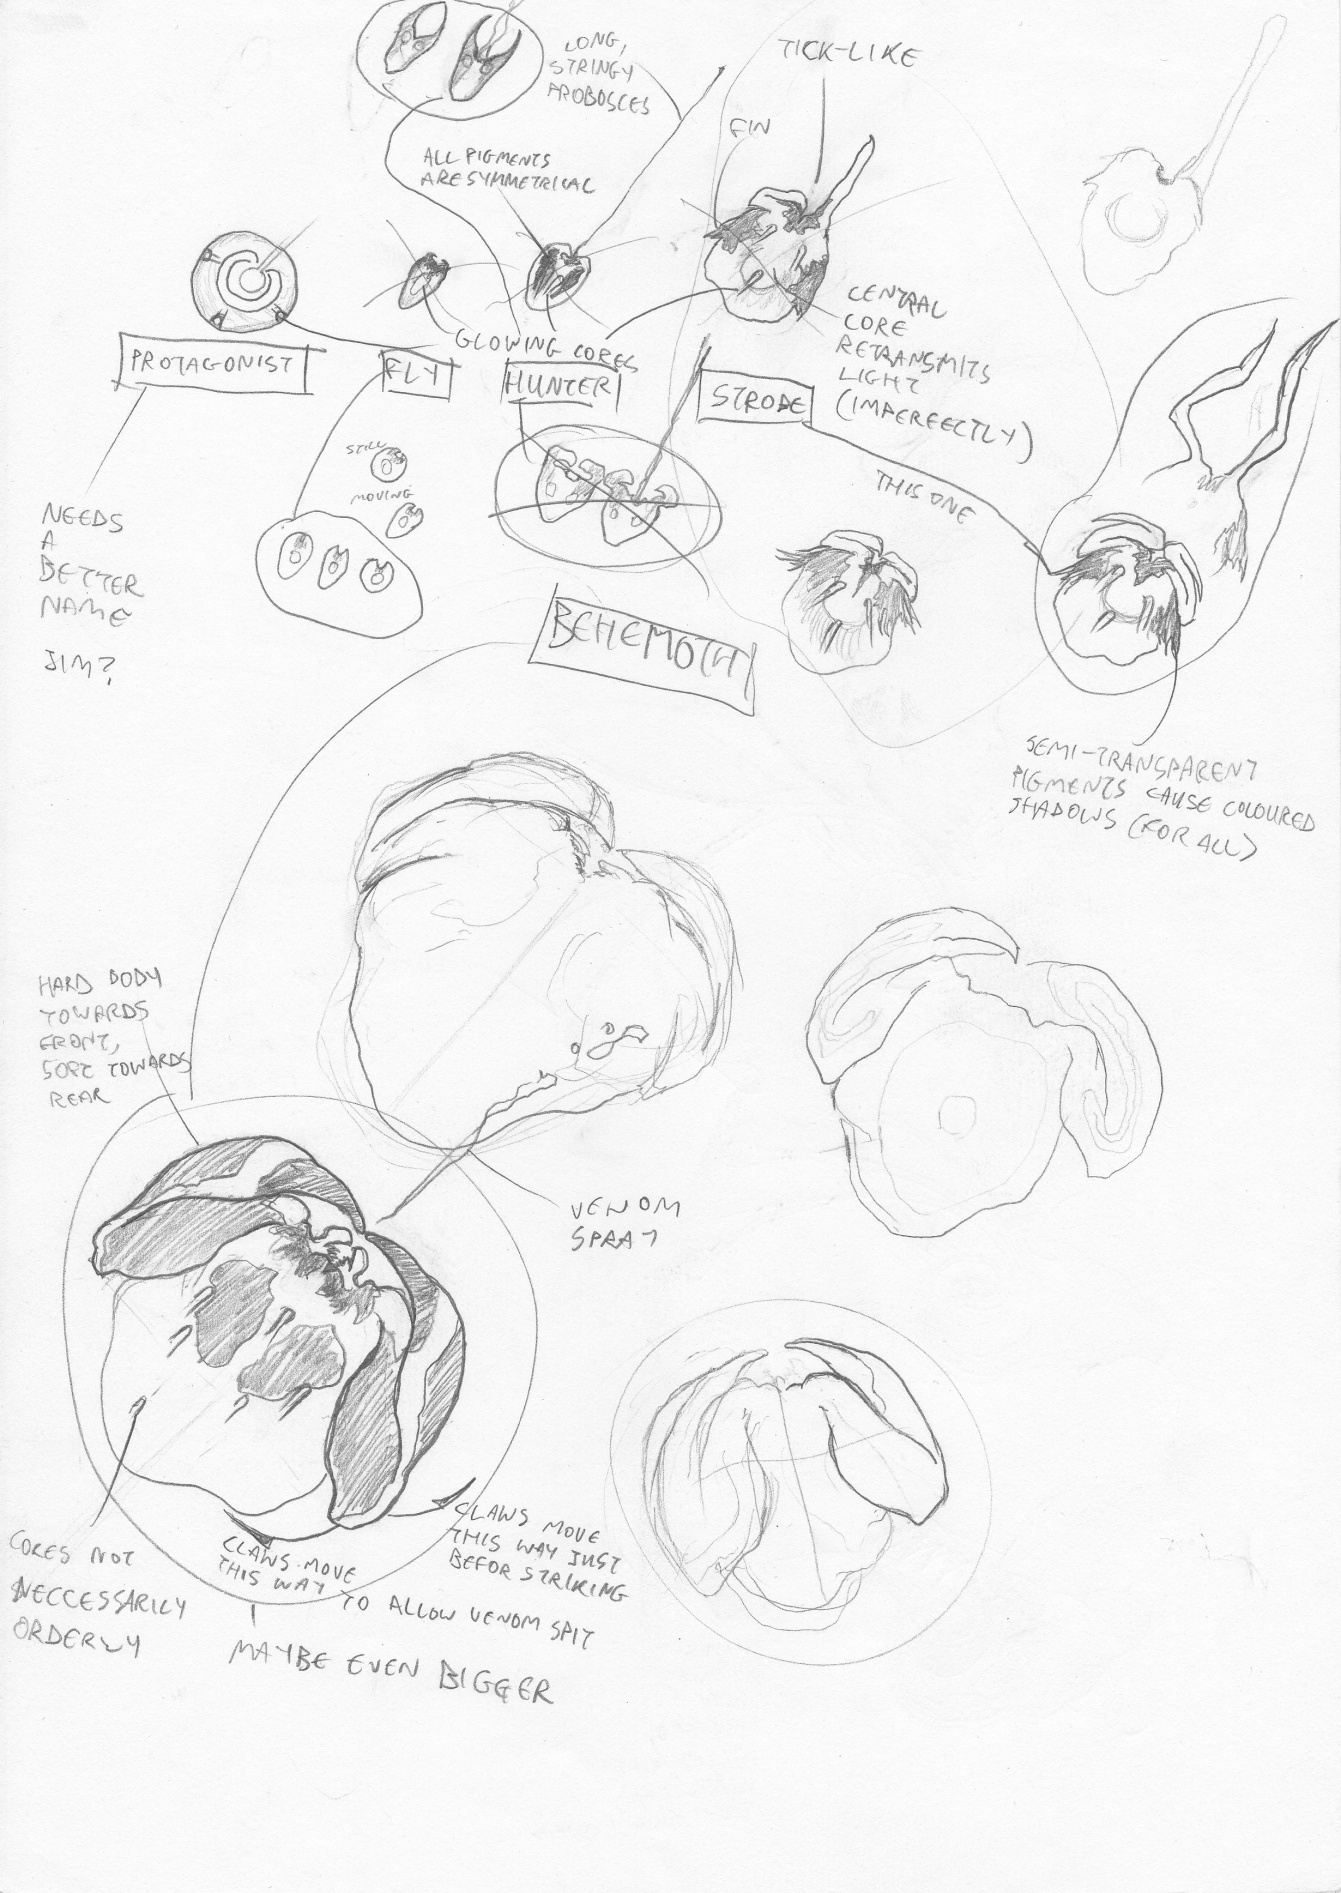 LONG,
STRINGY
PROBOSCES
TICK-LIKE
FIN
ALL PIGMENTS
ARE SYMMETRICAL
CENTRAL
CORE
RETRANSMITS
LIGHT
(IMPERFECTLY)
GLOWING CORES
PROTAGONIST
FLY
HUNTER
STROBE
STILL
MOVING
THIS ONE
NEEDS
A
BETTER
NAME
JIM?
BEHEMOTH
SEMI-TRANSPARENT
PIGMENTS CAUSE COLOURED
SHADOWS (FOR ALL)
HARD BODY
TOWARDS
FRONT,
SOFT TOWARDS
REAR
VENOM
SPRAY
CLAWS MOVE
THIS WAY JUST
BEFOR STRIKING
CLAWS MOVE
THIS WAY
TO ALLOW VENOM SPIT
CORES NOT
NECCESSARILY
ORDERLY
MAYBE EVEN BIGGER